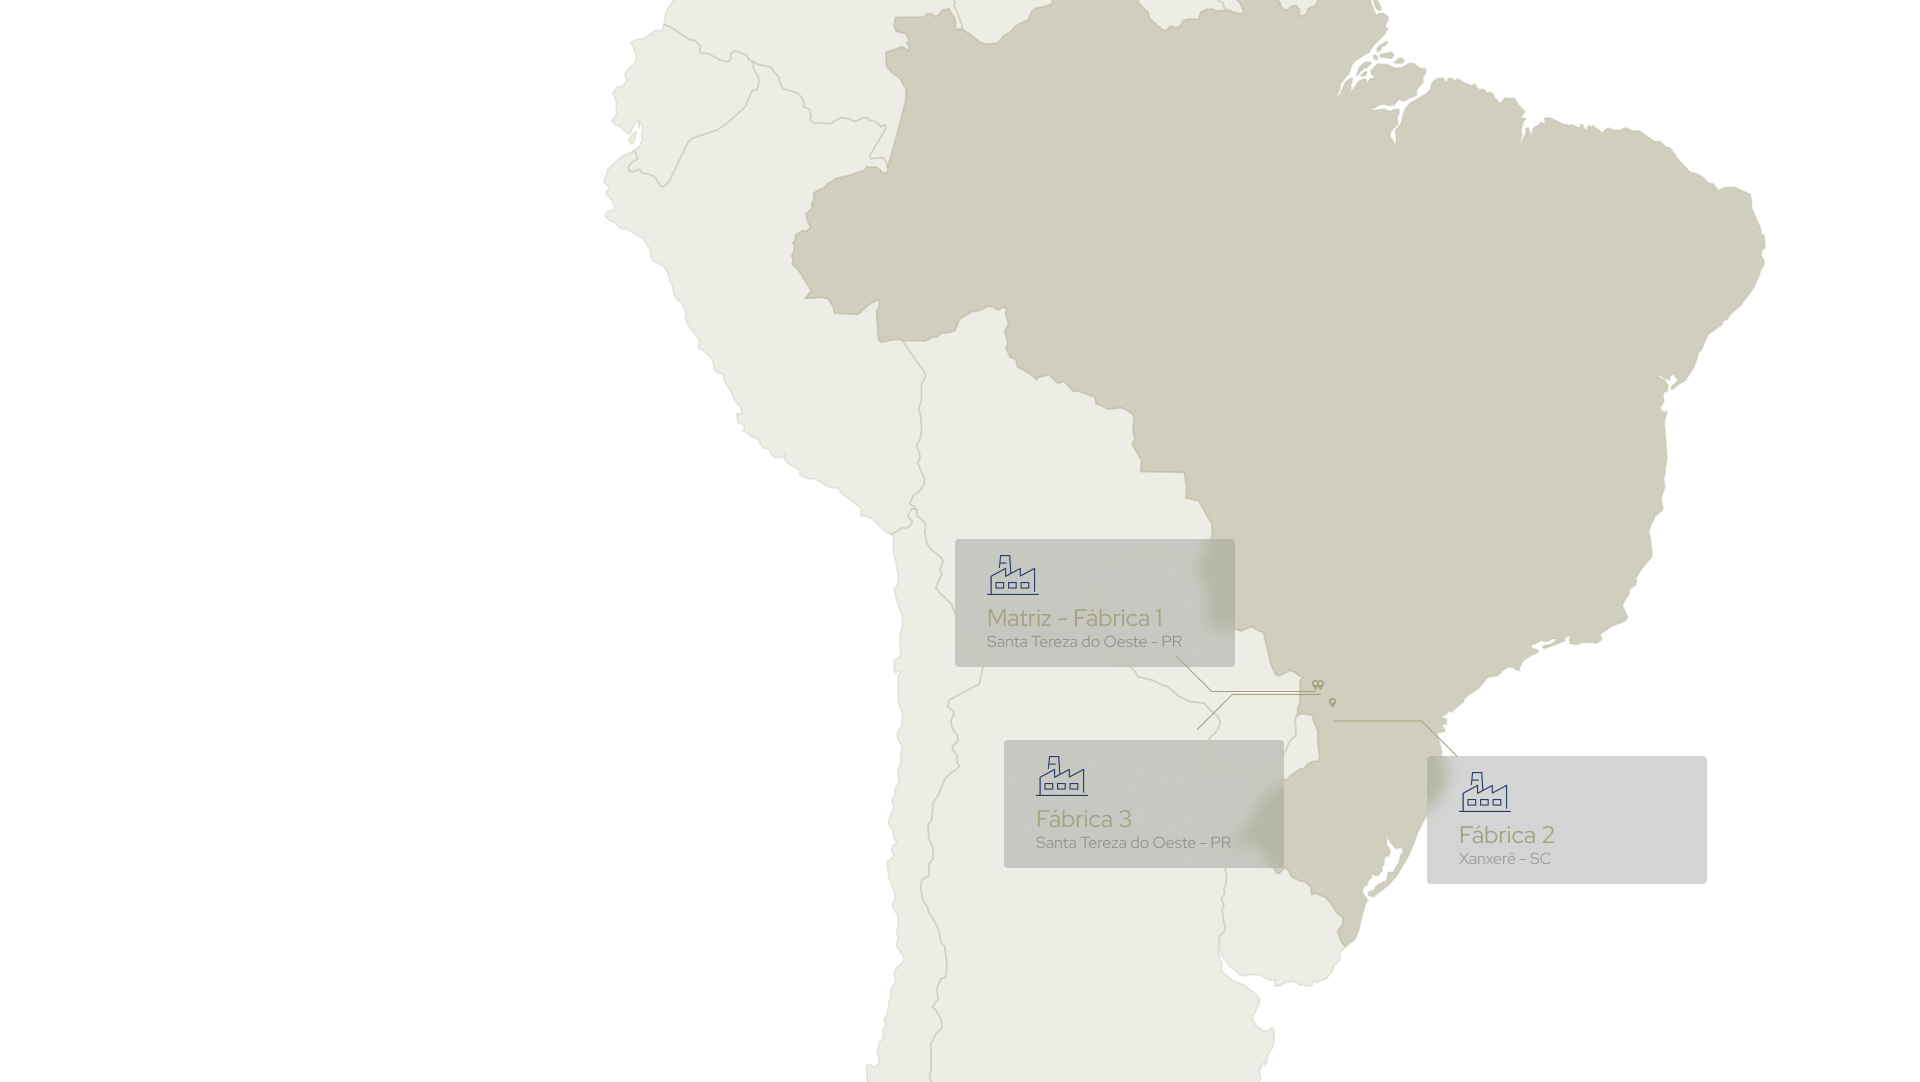 Matriz - Fábrica 1
Santa Tereza do Oeste - PR
Fábrica 3
Santa Tereza do Oeste - PR
Fábrica 2
Xanxerê - SC